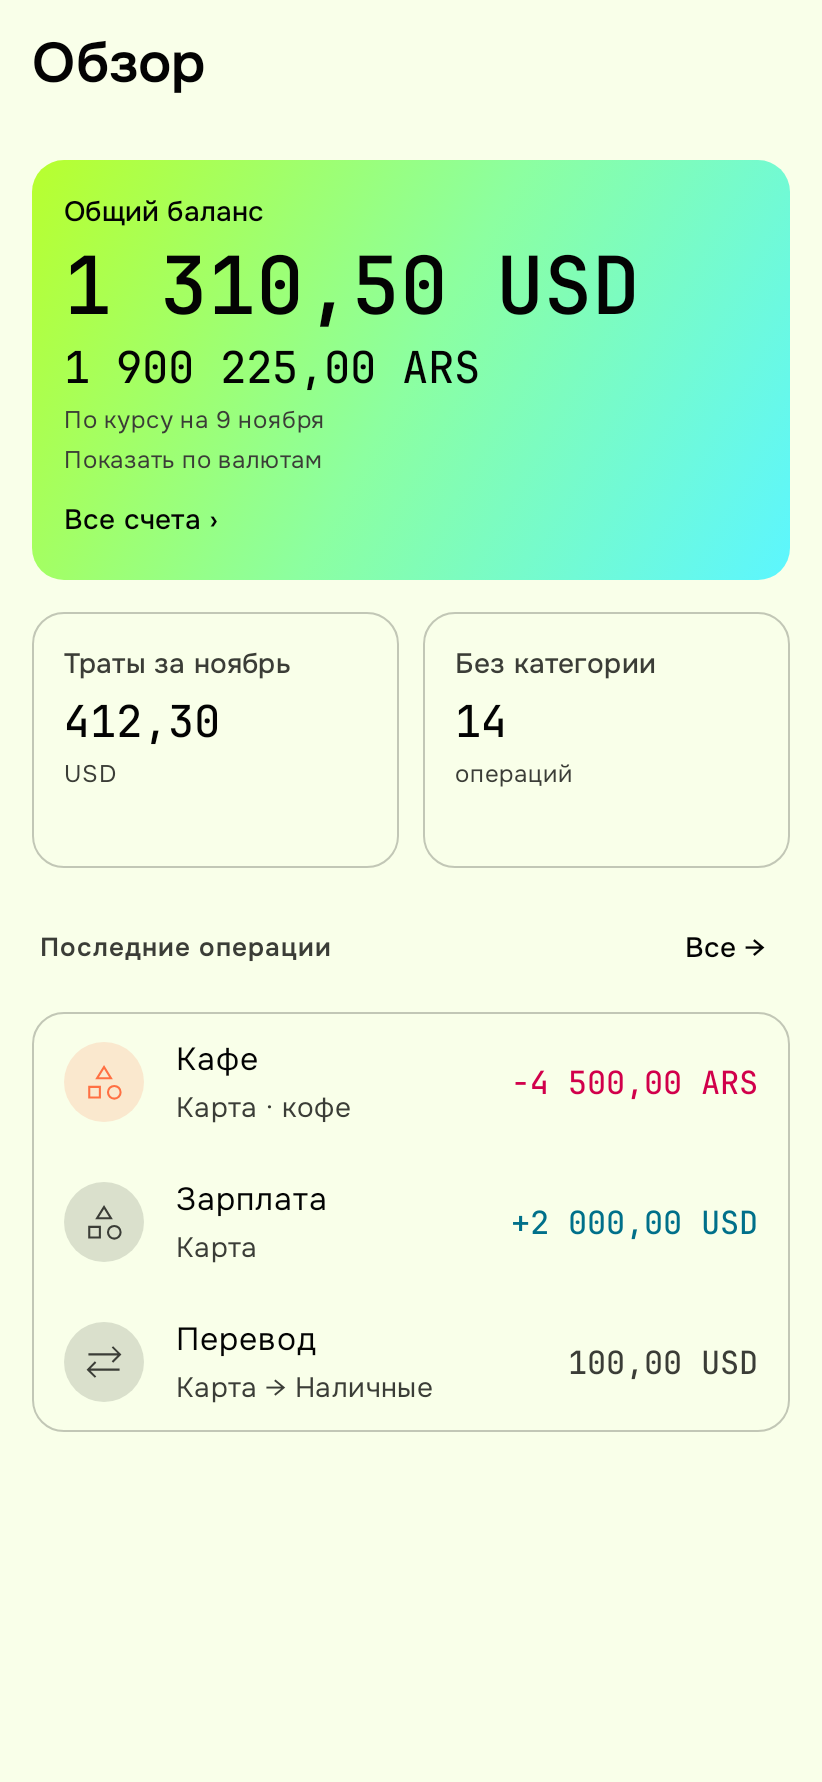 Обзор
Общий баланс
1 310,50 USD
1 900 225,00 ARS
По курсу на 9 ноября
Показать по валютам
Все счета ›
Траты за ноябрь
412,30
USD
Без категории
14
операций
Последние операции
Все →
Кафе
Карта · кофе
-4 500,00 ARS
Зарплата
Карта
+2 000,00 USD
Перевод
Карта → Наличные
100,00 USD